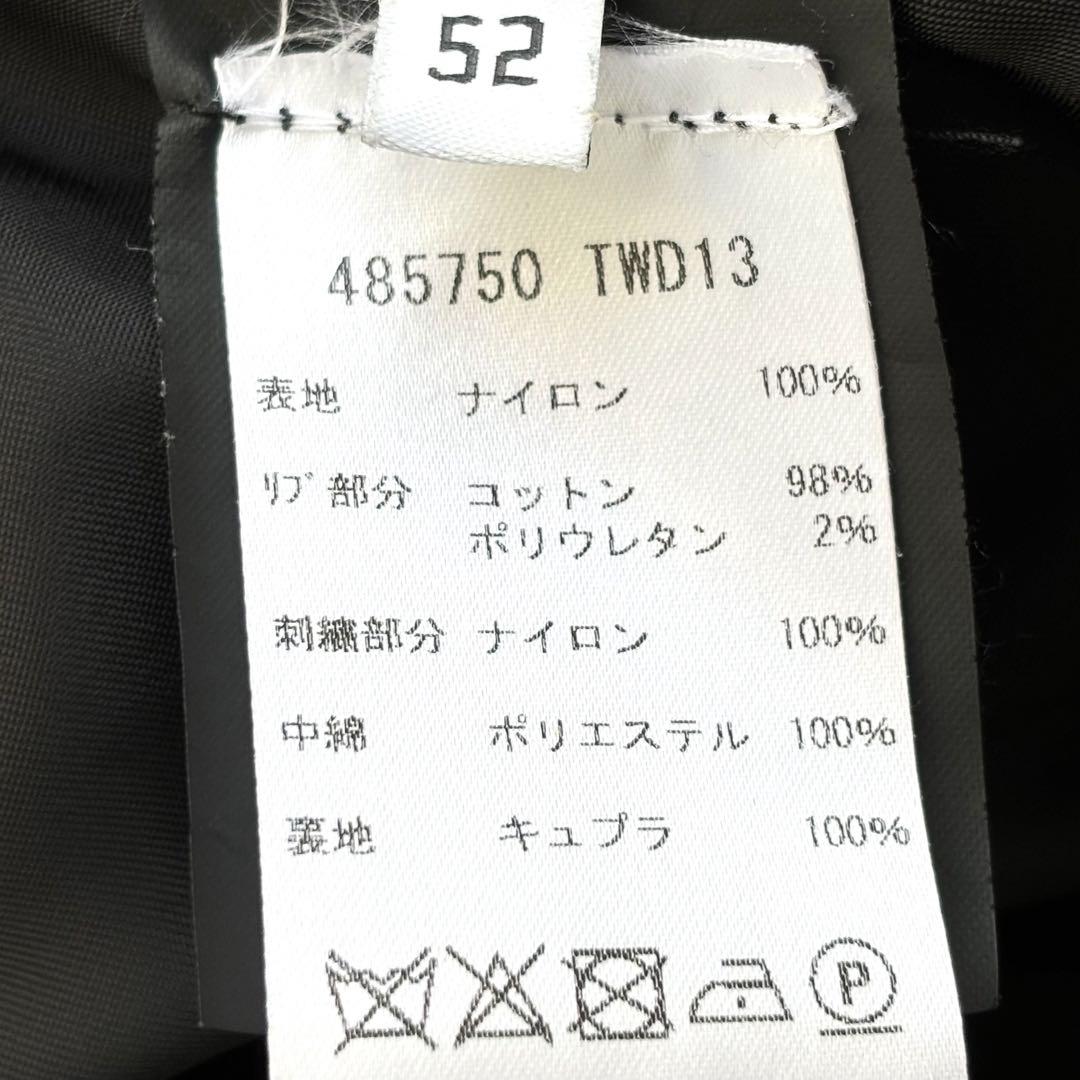 52
485750 TWD13
表地 ナイロン 100%
ﾘﾌﾞ部分 コットン 98%
ポリウレタン 2%
刺繍部分 ナイロン 100%
中綿 ポリエステル 100%
裏地 キュプラ 100%
P